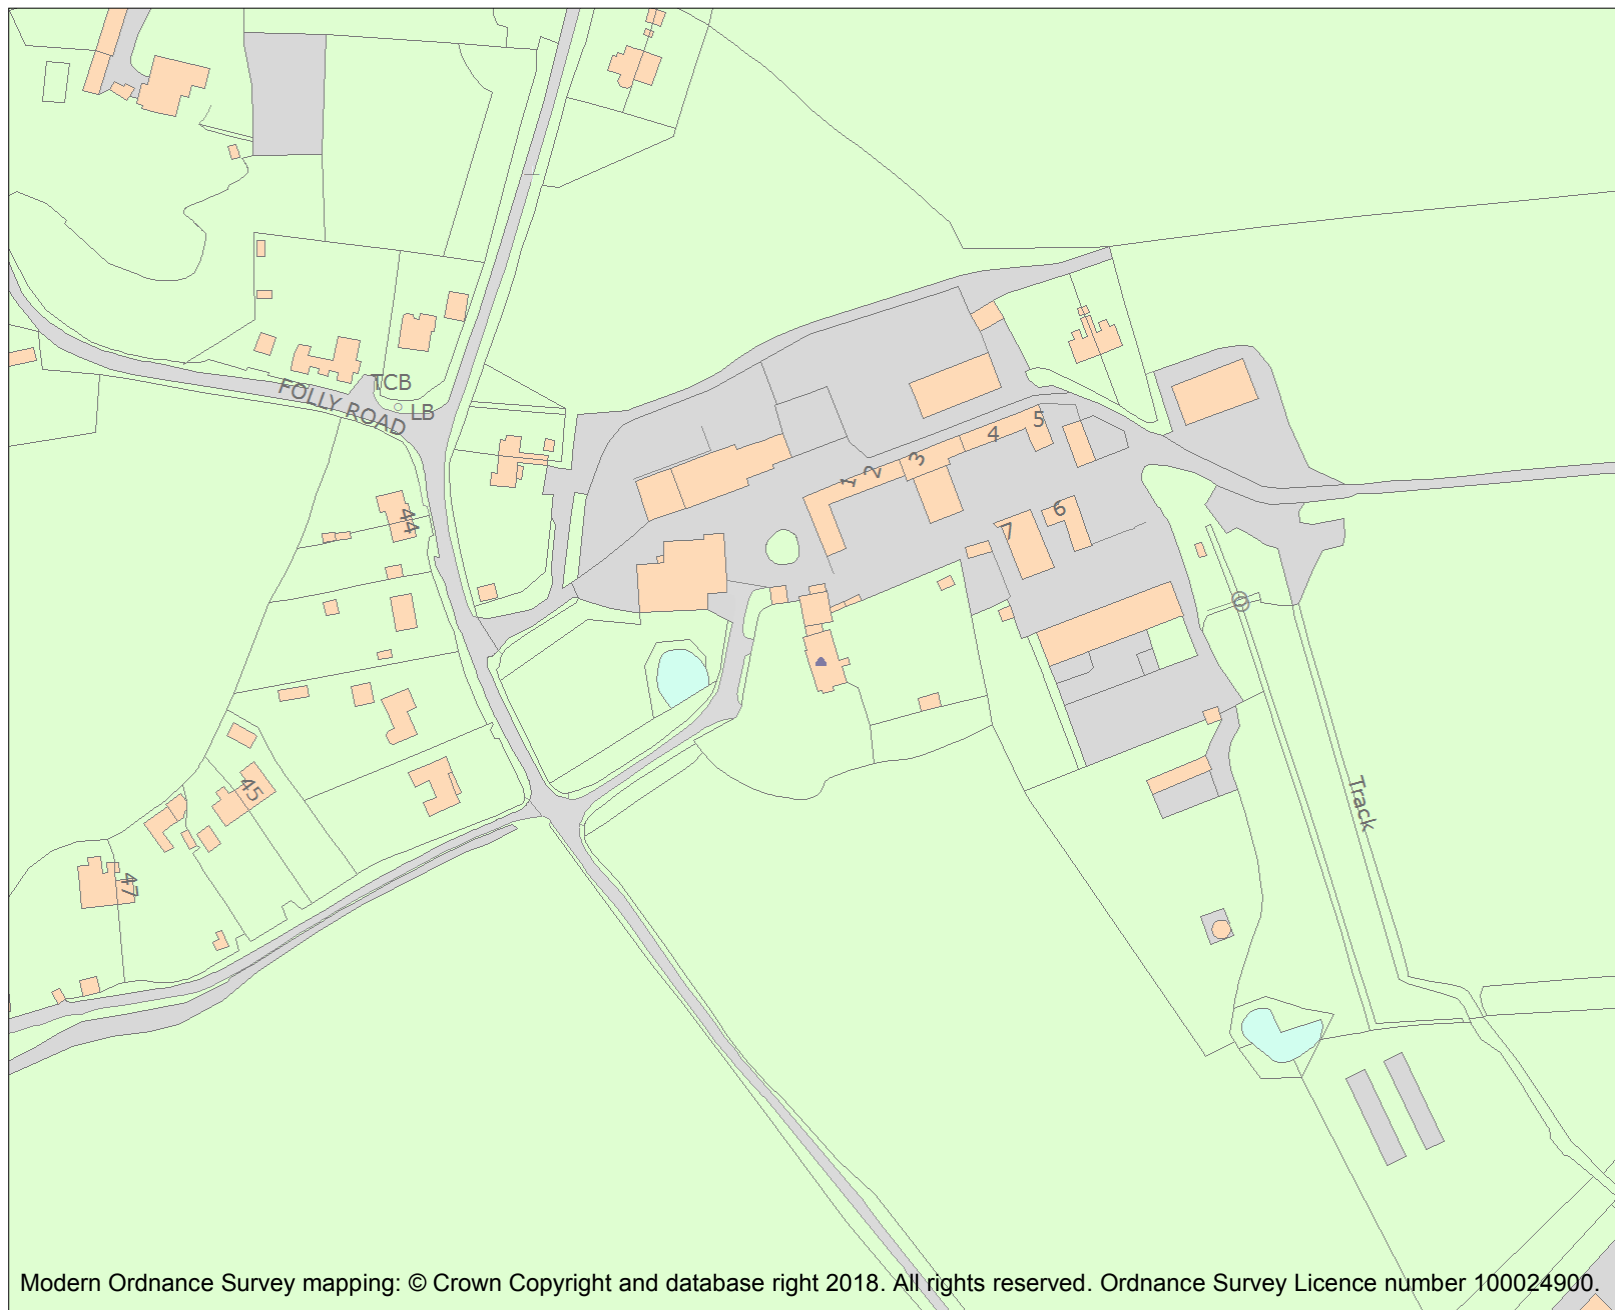 TCB
LB
FOLLY ROAD
5
4
3
2
1
6
7
44
45
Track
47
Modern Ordnance Survey mapping: © Crown Copyright and database right 2018. All rights reserved. Ordnance Survey Licence number 100024900.